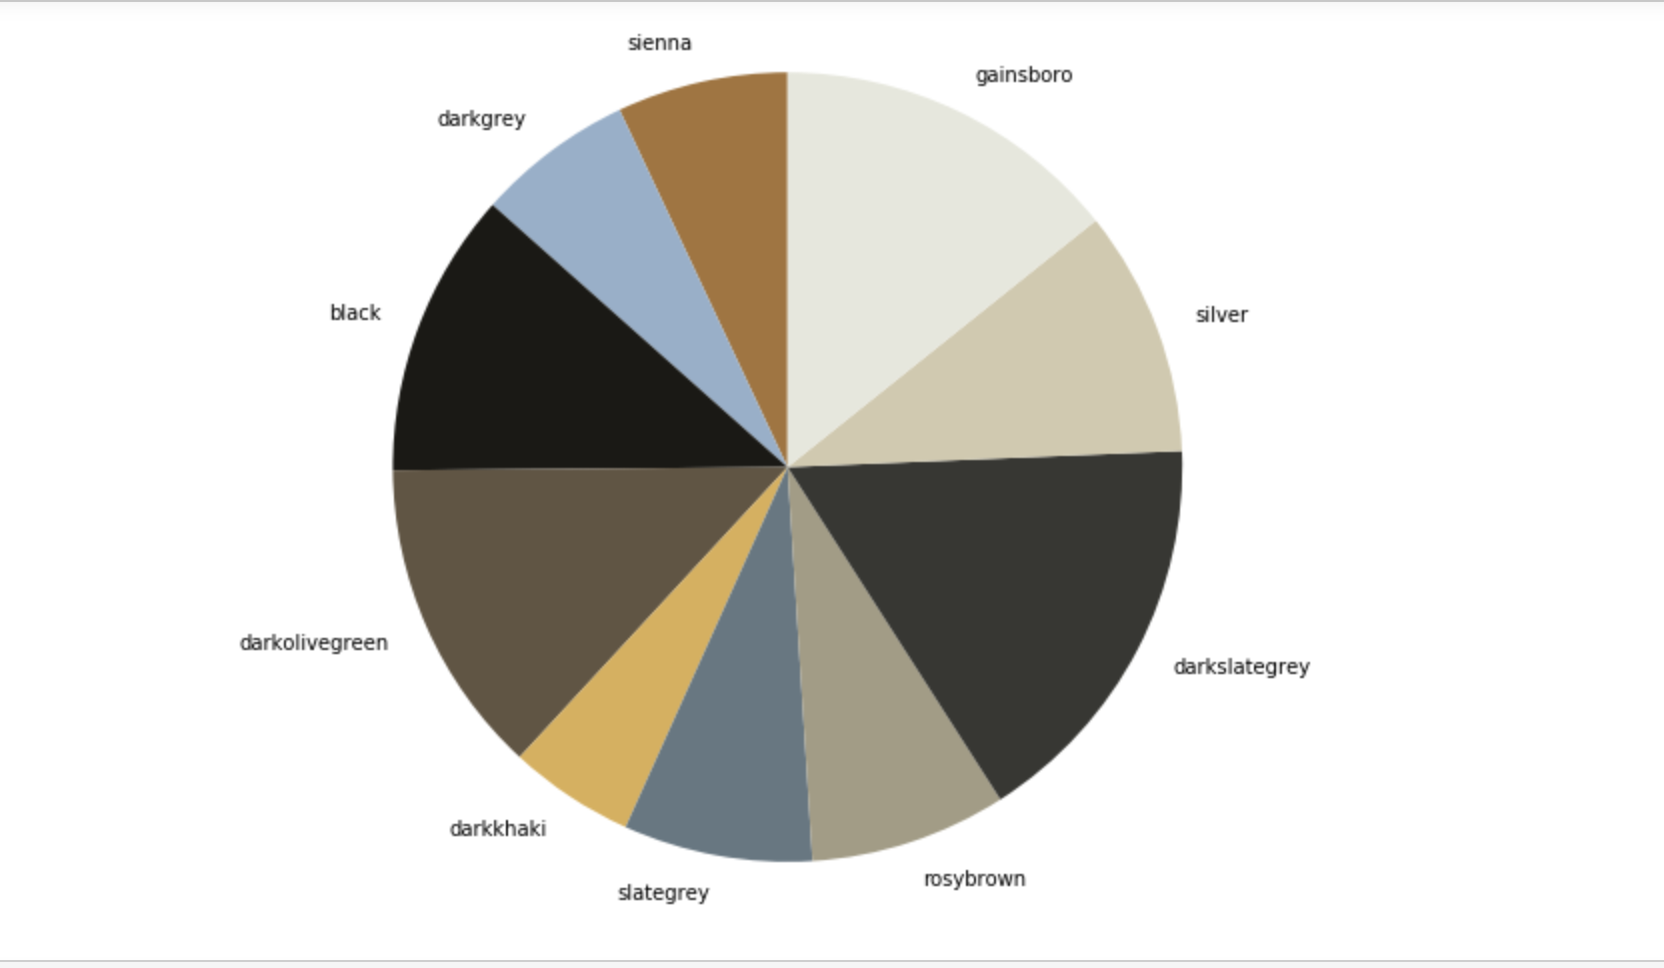 sienna
gainsboro
darkgrey
black
silver
darkolivegreen
darkslategrey
darkkhaki
rosybrown
slategrey